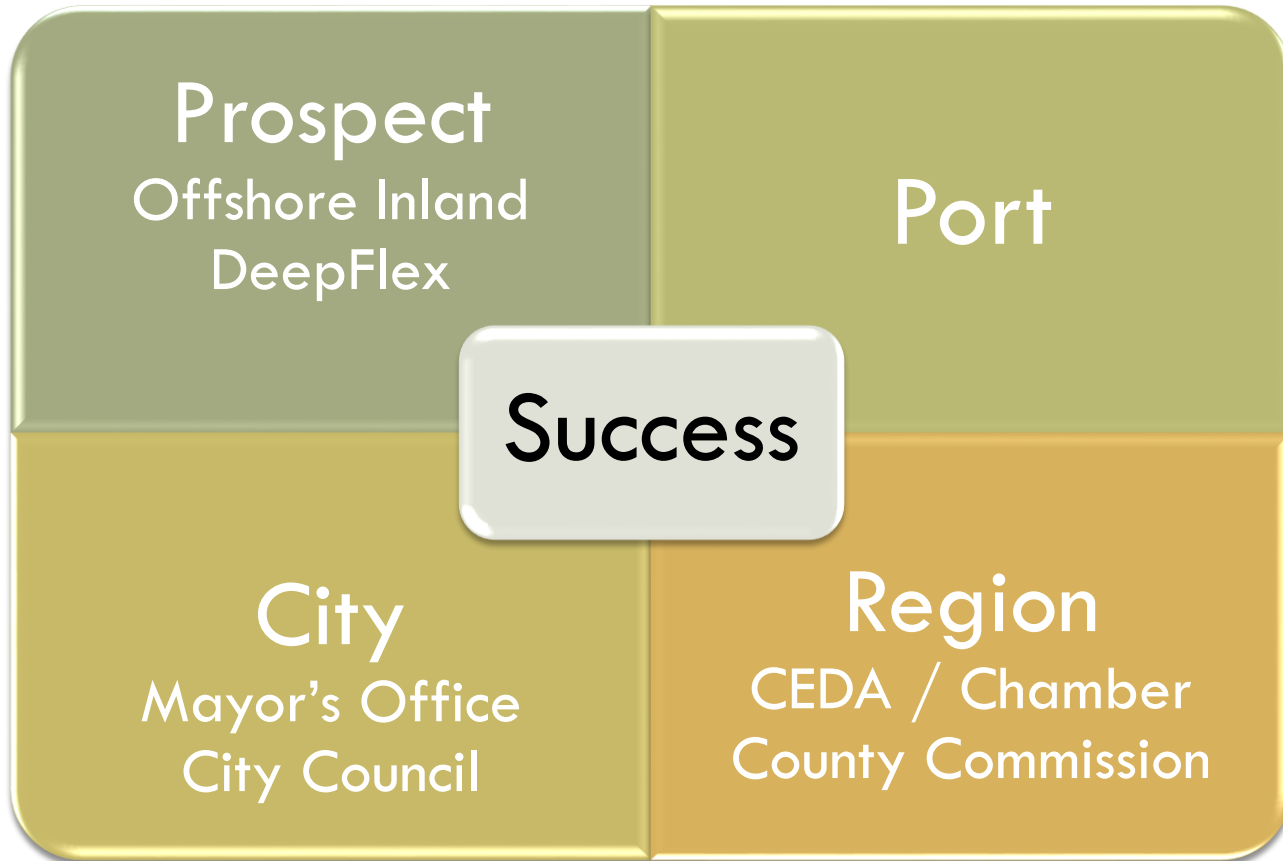 Prospect
Offshore Inland
DeepFlex
Port
Success
City
Mayor’s Office
City Council
Region
CEDA / Chamber
County Commission